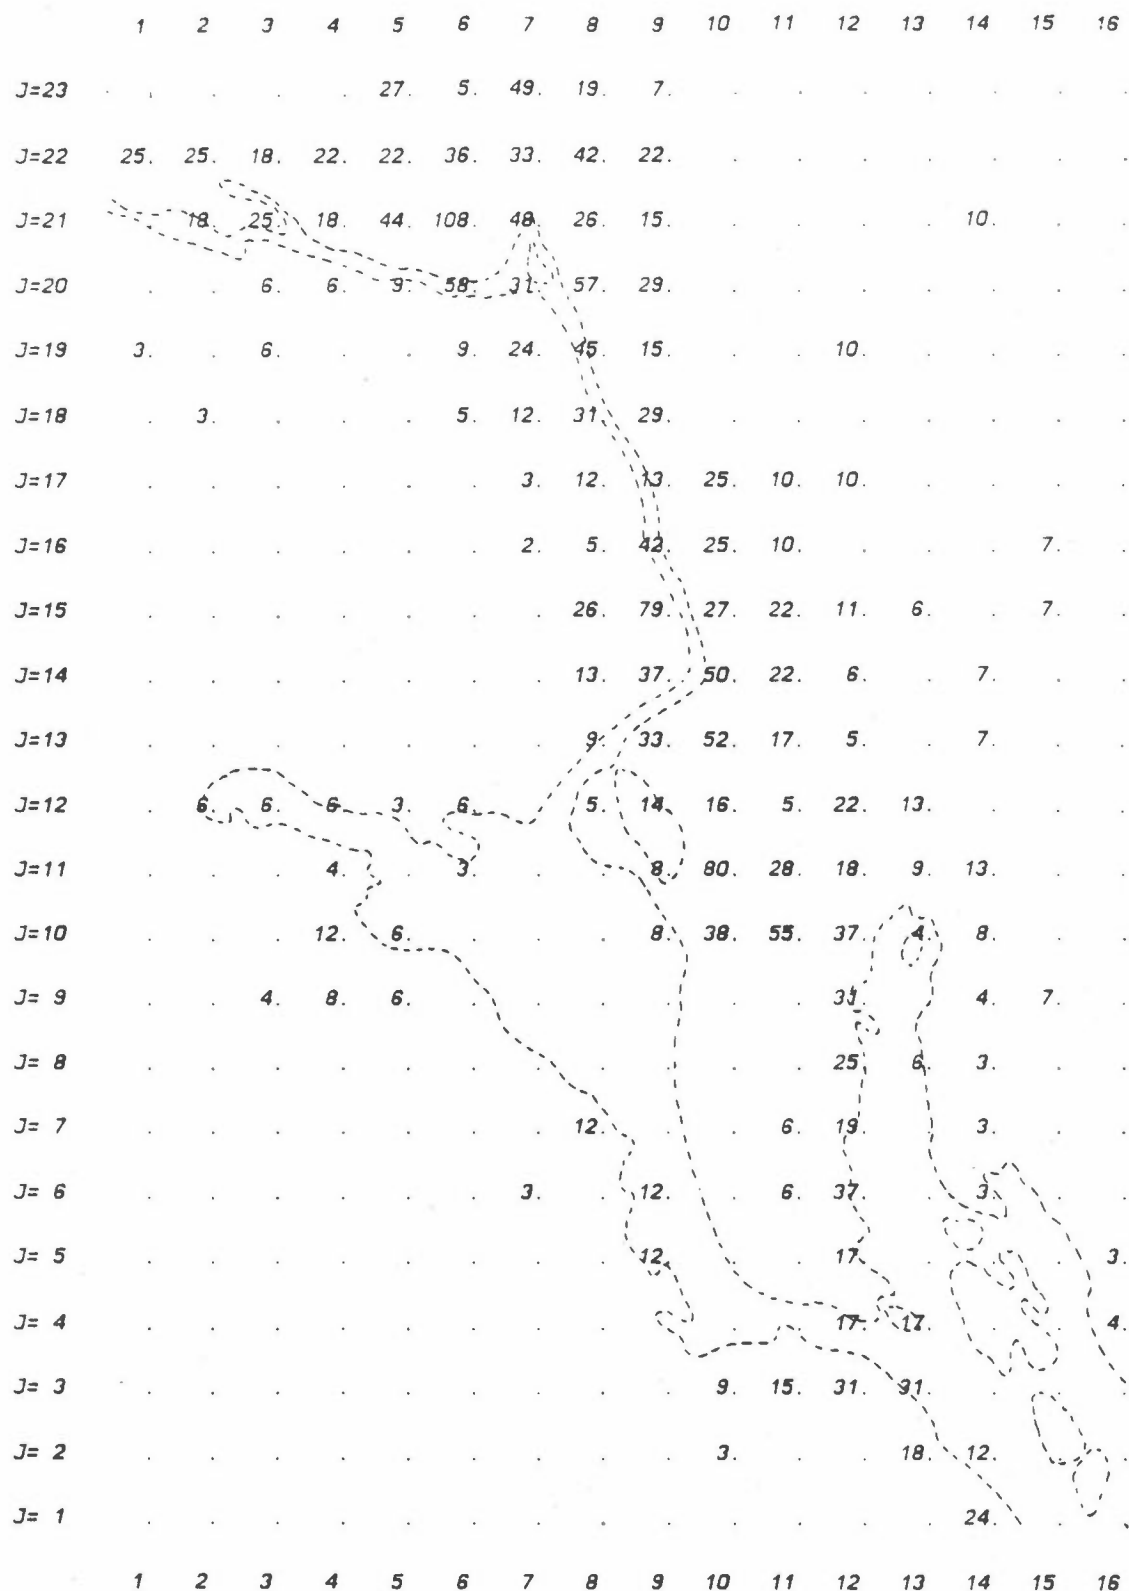 1 2 3 4 5 6 7 8 9 10 11 12 13 14 15 16
J=23 . . . . 27. 5. 49. 19. 7. . . . . . . .
J=22 25. 25. 18. 22. 22. 36. 33. 42. 22. . . . . . . .
J=21 . 18. 25. 18. 44. 108. 48. 26. 15. . . . . 10. . .
J=20 . . 6. 6. 9. 58. 31. 57. 29. . . . . . . .
J=19 3. . 6. . . 9. 24. 45. 15. . . 10. . . . .
J=18 . 3. . . . 5. 12. 31. 29. . . . . . . .
J=17 . . . . . . 3. 12. 13. 25. 10. 10. . . . .
J=16 . . . . . . 2. 5. 42. 25. 10. . . . 7. .
J=15 . . . . . . . 26. 79. 27. 22. 11. 6. . 7. .
J=14 . . . . . . . 13. 37. 50. 22. 6. . 7. . .
J=13 . . . . . . . 9. 33. 52. 17. 5. . 7. . .
J=12 . 6. 6. 6. 3. 6. . 5. 14. 16. 5. 22. 13. . . .
J=11 . . . 4. . 3. . . 8. 80. 28. 18. 9. 13. . .
J=10 . . . 12. 6. . . . 8. 38. 55. 37. 4. 8. . .
J= 9 . . 4. 8. 6. . . . . . . 31. . 4. 7. .
J= 8 . . . . . . . . . . . 25. 6. 3. . .
J= 7 . . . . . . . 12. . . 6. 19. . 3. . .
J= 6 . . . . . . 3. . 12. . 6. 37. . 3. . .
J= 5 . . . . . . . . 12. . . 17. . . . 3.
J= 4 . . . . . . . . . . . 17. 17. . . 4.
J= 3 . . . . . . . . . 9. 15. 31. 31. . . .
J= 2 . . . . . . . . . 3. . . 18. 12. . .
J= 1 . . . . . . . . . . . . . 24. . .
1 2 3 4 5 6 7 8 9 10 11 12 13 14 15 16